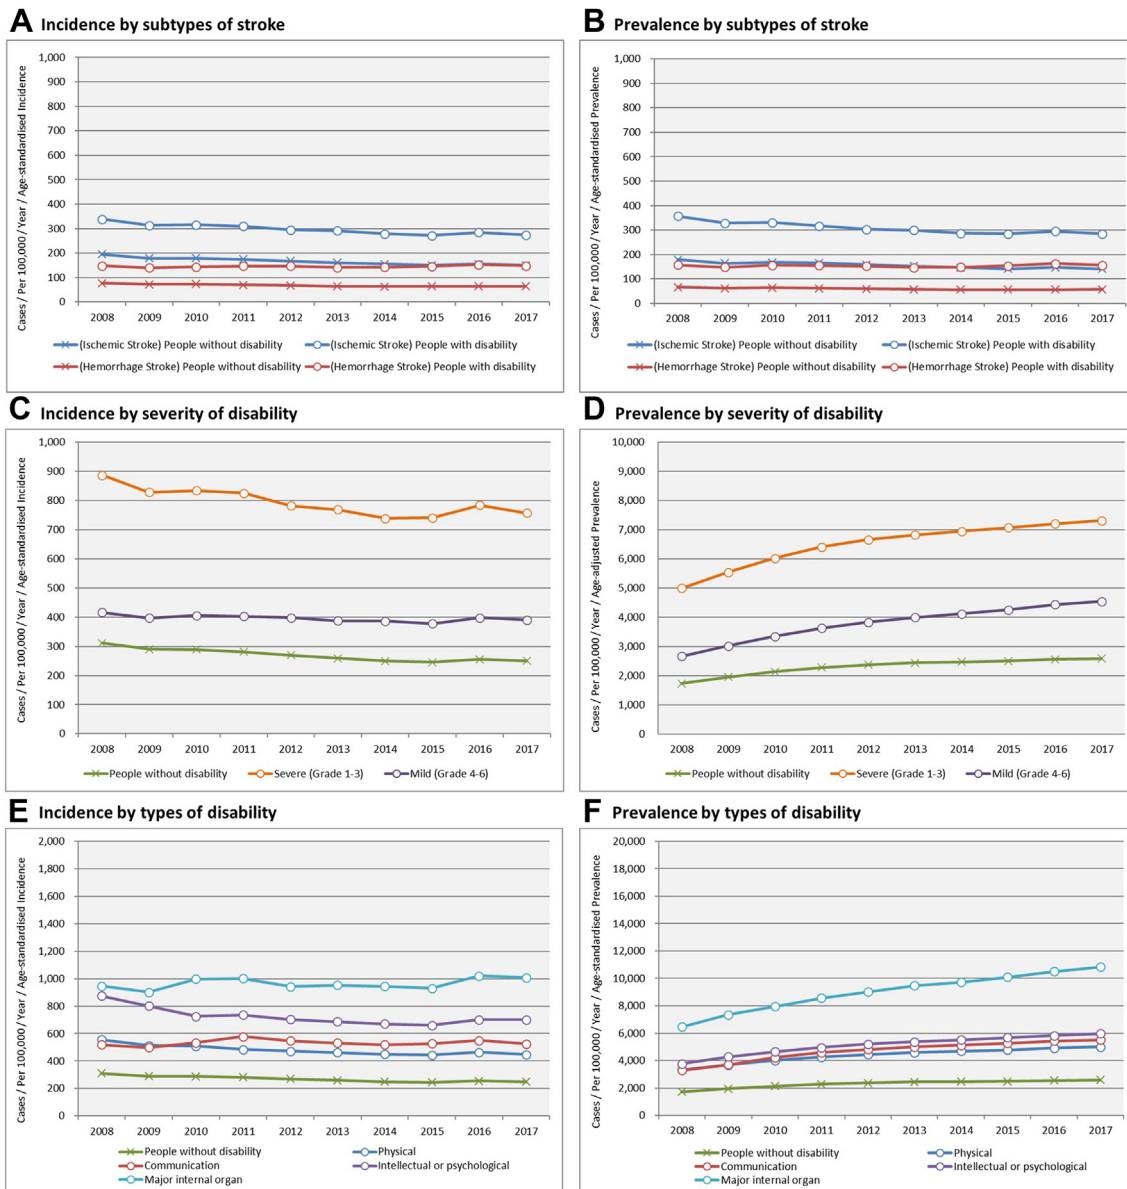 A Incidence by subtypes of stroke
Cases / Per 100,000 / Year / Age-standardised Incidence
1,000
900
800
700
600
500
400
300
200
100
0
2008 2009 2010 2011 2012 2013 2014 2015 2016 2017
(Ischemic Stroke) People without disability (Ischemic Stroke) People with disability
(Hemorrhage Stroke) People without disability (Hemorrhage Stroke) People with disability
B Prevalence by subtypes of stroke
Cases / Per 100,000 / Year / Age-standardised Prevalence
1,000
900
800
700
600
500
400
300
200
100
0
2008 2009 2010 2011 2012 2013 2014 2015 2016 2017
(Ischemic Stroke) People without disability (Ischemic Stroke) People with disability
(Hemorrhage Stroke) People without disability (Hemorrhage Stroke) People with disability
C Incidence by severity of disability
Cases / Per 100,000 / Year / Age-standardised Incidence
1,000
900
800
700
600
500
400
300
200
100
0
2008 2009 2010 2011 2012 2013 2014 2015 2016 2017
People without disability Severe (Grade 1-3) Mild (Grade 4-6)
D Prevalence by severity of disability
Cases / Per 100,000 / Year / Age-adjusted Prevalence
10,000
9,000
8,000
7,000
6,000
5,000
4,000
3,000
2,000
1,000
0
2008 2009 2010 2011 2012 2013 2014 2015 2016 2017
People without disability Severe (Grade 1-3) Mild (Grade 4-6)
E Incidence by types of disability
Cases / Per 100,000 / Year / Age-standardised Incidence
2,000
1,800
1,600
1,400
1,200
1,000
800
600
400
200
0
2008 2009 2010 2011 2012 2013 2014 2015 2016 2017
People without disability Physical
Communication Intellectual or psychological
Major internal organ
F Prevalence by types of disability
Cases / Per 100,000 / Year / Age-standardised Prevalence
20,000
18,000
16,000
14,000
12,000
10,000
8,000
6,000
4,000
2,000
0
2008 2009 2010 2011 2012 2013 2014 2015 2016 2017
People without disability Physical
Communication Intellectual or psychological
Major internal organ